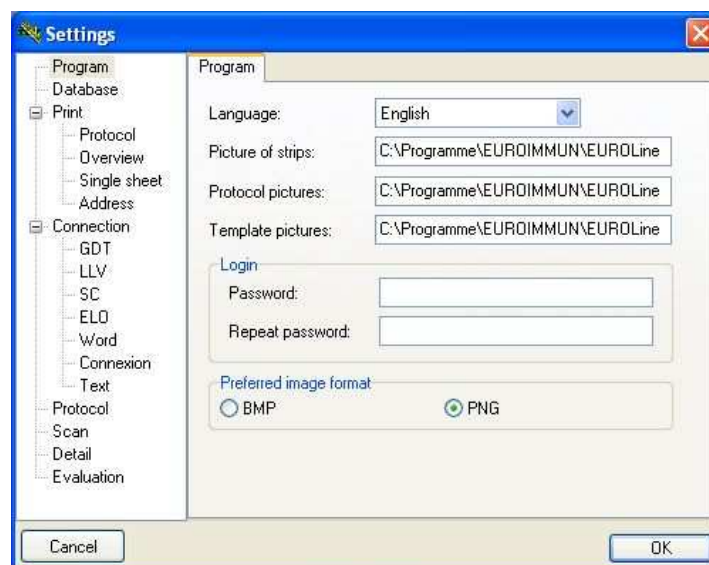 Settings
Program
Database
Print
Protocol
Overview
Single sheet
Address
Connection
GDT
LLV
SC
ELO
Word
Connexion
Text
Protocol
Scan
Detail
Evaluation
Program
Language: English
Picture of strips: C:\Programme\EUROIMMUN\EUROLine
Protocol pictures: C:\Programme\EUROIMMUN\EUROLine
Template pictures: C:\Programme\EUROIMMUN\EUROLine
Login
Password:
Repeat password:
Preferred image format
BMP PNG
Cancel OK